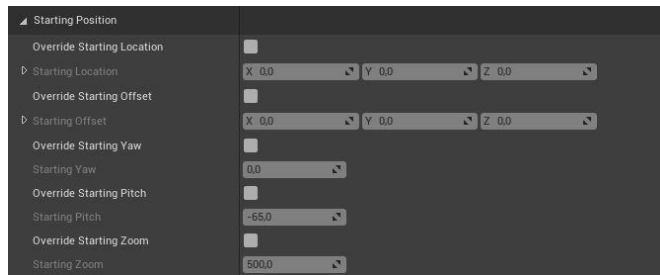 Starting Position
Override Starting Location
Starting Location X 0,0 Y 0,0 Z 0,0
Override Starting Offset
Starting Offset X 0,0 Y 0,0 Z 0,0
Override Starting Yaw
Starting Yaw 0,0
Override Starting Pitch
Starting Pitch -65,0
Override Starting Zoom
Starting Zoom 500,0